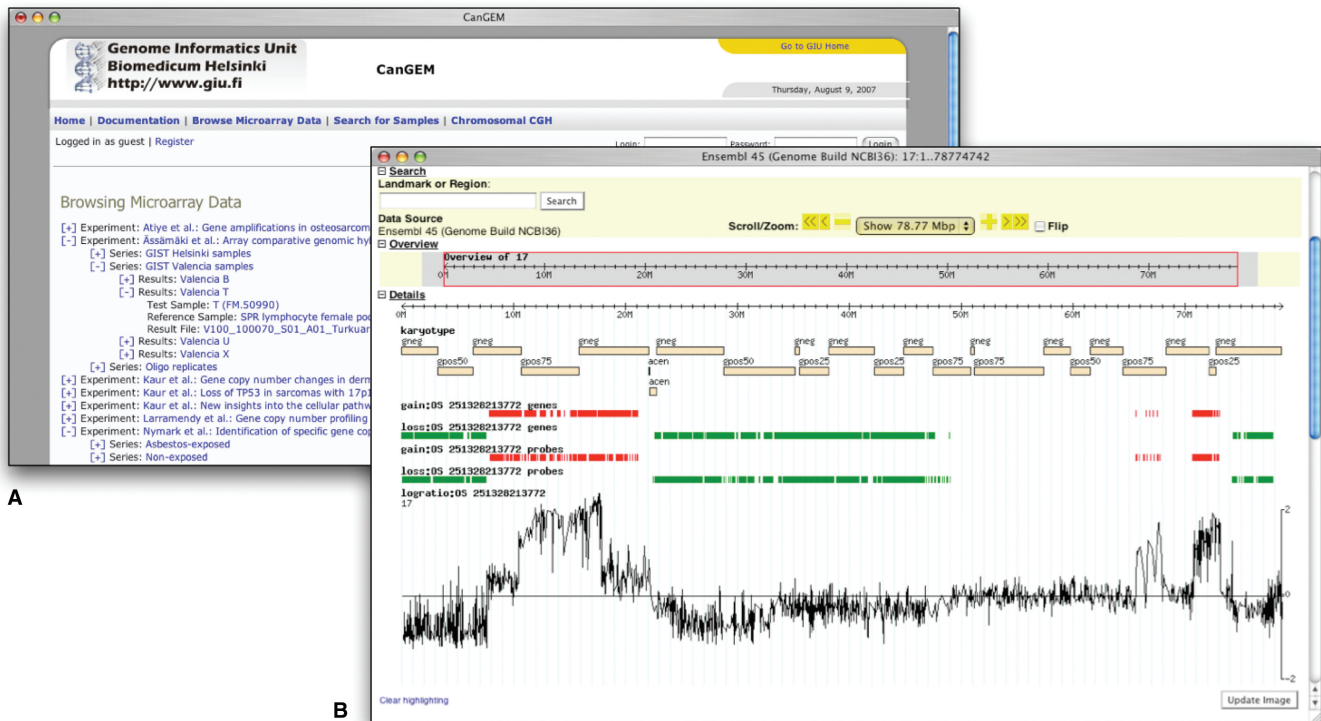 CanGEM
Genome Informatics Unit
Biomedicum Helsinki
http://www.giu.fi
CanGEM
Go to GIU Home
Thursday, August 9, 2007
Home | Documentation | Browse Microarray Data | Search for Samples | Chromosomal CGH
Logged in as guest | Register
Login:
Password:
Login
Browsing Microarray Data
[+] Experiment: Atiye et al.: Gene amplifications in osteosarcom
[-] Experiment: Ässämäki et al.: Array comparative genomic hy
[+] Series: GIST Helsinki samples
[-] Series: GIST Valencia samples
[+] Results: Valencia B
[-] Results: Valencia T
Test Sample: T (FM.50990)
Reference Sample: SPR lymphocyte female poo
Result File: V100_100070_S01_A01_Turkuar
[+] Results: Valencia U
[+] Results: Valencia X
[+] Series: Oligo replicates
[+] Experiment: Kaur et al.: Gene copy number changes in derm
[+] Experiment: Kaur et al.: Loss of TP53 in sarcomas with 17p1
[+] Experiment: Kaur et al.: New insights into the cellular pathw
[+] Experiment: Larramendy et al.: Gene copy number profiling
[-] Experiment: Nymark et al.: Identification of specific gene cop
[+] Series: Asbestos-exposed
[+] Series: Non-exposed
A
Ensembl 45 (Genome Build NCBI36): 17:1..78774742
Search
Landmark or Region:
Search
Data Source
Ensembl 45 (Genome Build NCBI36)
Scroll/Zoom: << < Show 78.77 Mbp > >> Flip
Overview
Overview of 17
0M 10M 20M 30M 40M 50M 60M 70M
Details
0M 10M 20M 30M 40M 50M 60M 70M
karyotype
gneg gneg gneg gneg gneg gneg gneg gneg gneg gneg gneg gneg
gpos50 gpos75 acen gpos50 gpos25 gpos25 gpos75 gpos75 gpos50 gpos75 gpos25
acen
gain:OS 251328213772 genes
loss:OS 251328213772 genes
gain:OS 251328213772 probes
loss:OS 251328213772 probes
logratio:OS 251328213772
17
2
0
-2
Clear highlighting
Update Image
B